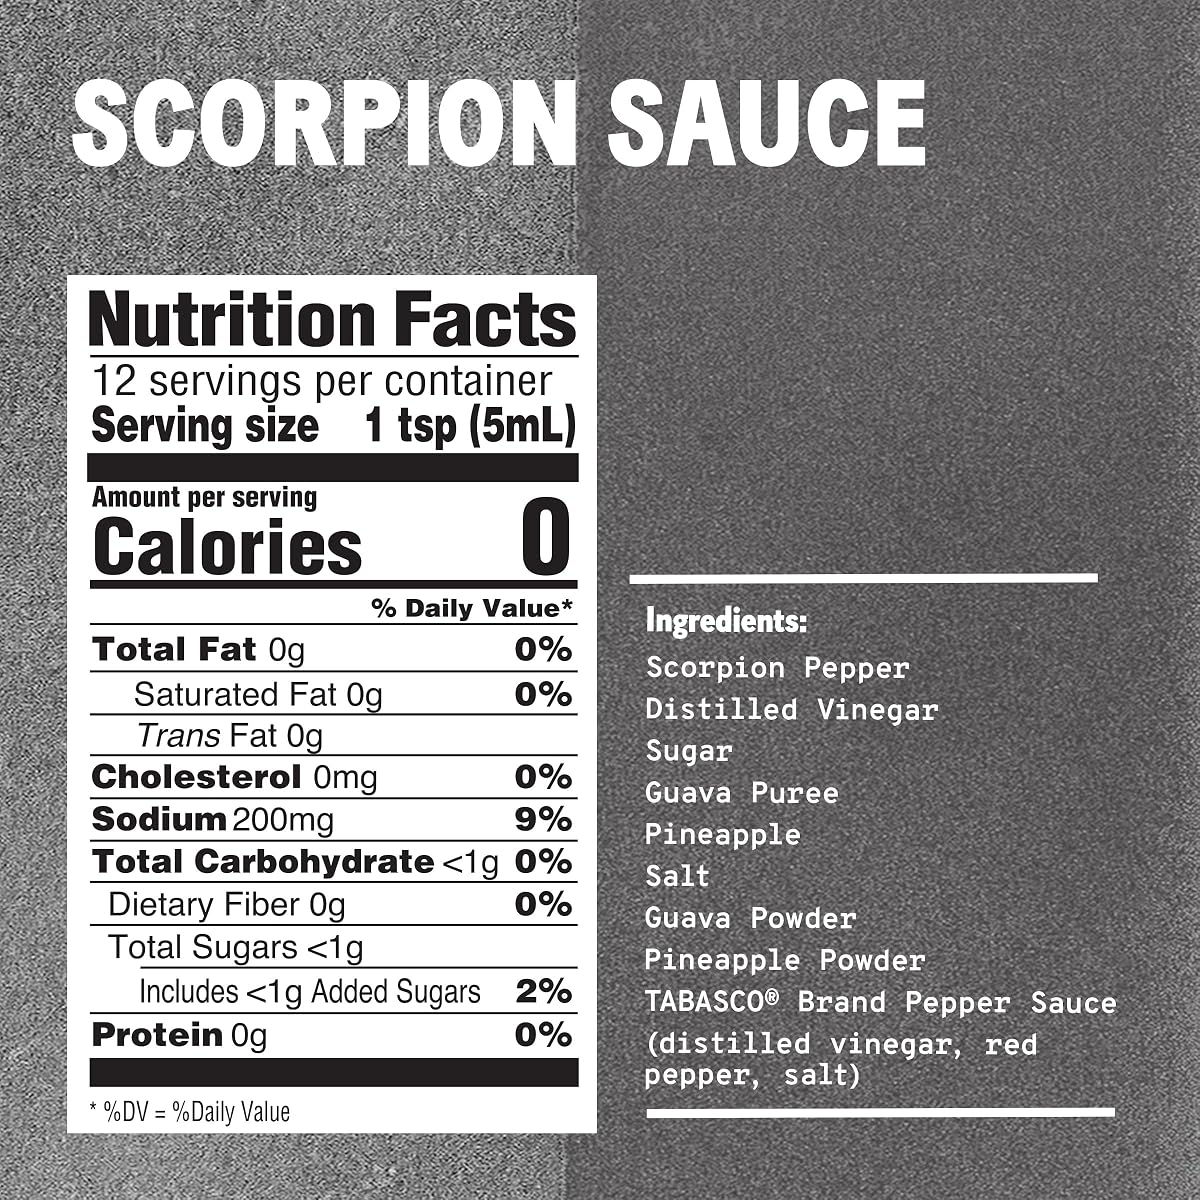 SCORPION SAUCE
Nutrition Facts
12 servings per container
Serving size 1 tsp (5mL)
Amount per serving
Calories 0
% Daily Value*
Total Fat 0g 0%
Saturated Fat 0g 0%
Trans Fat 0g
Cholesterol 0mg 0%
Sodium 200mg 9%
Total Carbohydrate <1g 0%
Dietary Fiber 0g 0%
Total Sugars <1g
Includes <1g Added Sugars 2%
Protein 0g 0%
* %DV = %Daily Value
Ingredients:
Scorpion Pepper
Distilled Vinegar
Sugar
Guava Puree
Pineapple
Salt
Guava Powder
Pineapple Powder
TABASCO® Brand Pepper Sauce
(distilled vinegar, red
pepper, salt)